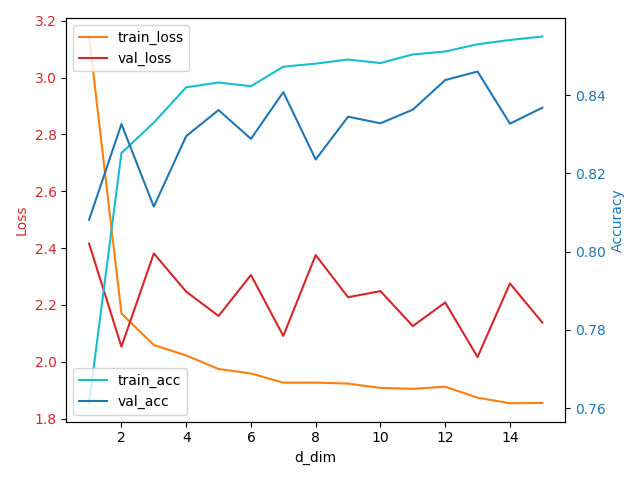 train_loss
val_loss
train_acc
val_acc
3.2
3.0
2.8
2.6
2.4
2.2
2.0
1.8
Loss
0.84
0.82
0.80
0.78
0.76
Accuracy
2 4 6 8 10 12 14
d_dim